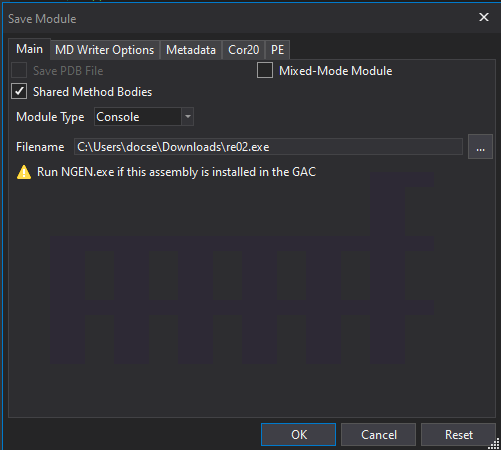 Save Module
Main MD Writer Options Metadata Cor20 PE
Save PDB File Mixed-Mode Module
Shared Method Bodies
Module Type Console
Filename C:\Users\docse\Downloads\re02.exe ...
Run NGEN.exe if this assembly is installed in the GAC
OK Cancel Reset